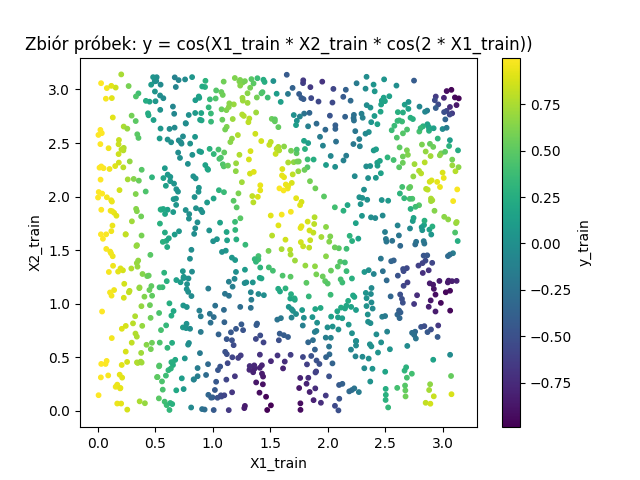 Zbiór próbek: y = cos(X1_train * X2_train * cos(2 * X1_train))
3.0
2.5
2.0
1.5
1.0
0.5
0.0
X2_train
0.0 0.5 1.0 1.5 2.0 2.5 3.0
X1_train
0.75
0.50
0.25
0.00
−0.25
−0.50
−0.75
y_train